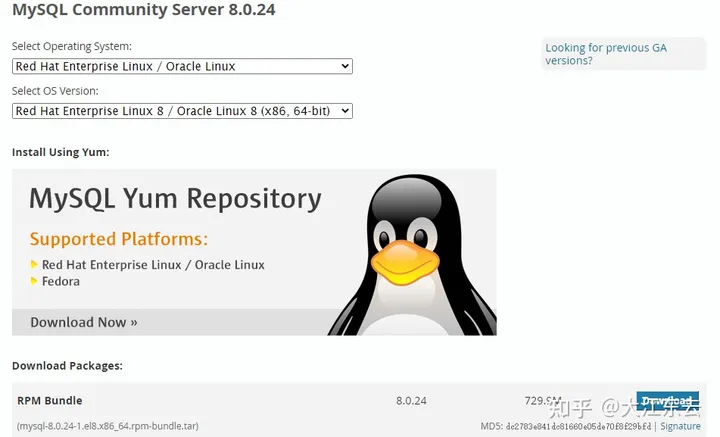 MySQL Community Server 8.0.24
Select Operating System:
Looking for previous GA
versions?
Red Hat Enterprise Linux / Oracle Linux
Select OS Version:
Red Hat Enterprise Linux 8 / Oracle Linux 8 (x86, 64-bit)
Install Using Yum:
MySQL Yum Repository
Supported Platforms:
Red Hat Enterprise Linux / Oracle Linux
Fedora
Download Now »
Download Packages:
RPM Bundle 8.0.24 729.9M Download
知乎 @大江东云
(mysql-8.0.24-1.el8.x86_64.rpm-bundle.tar) MD5: | Signature